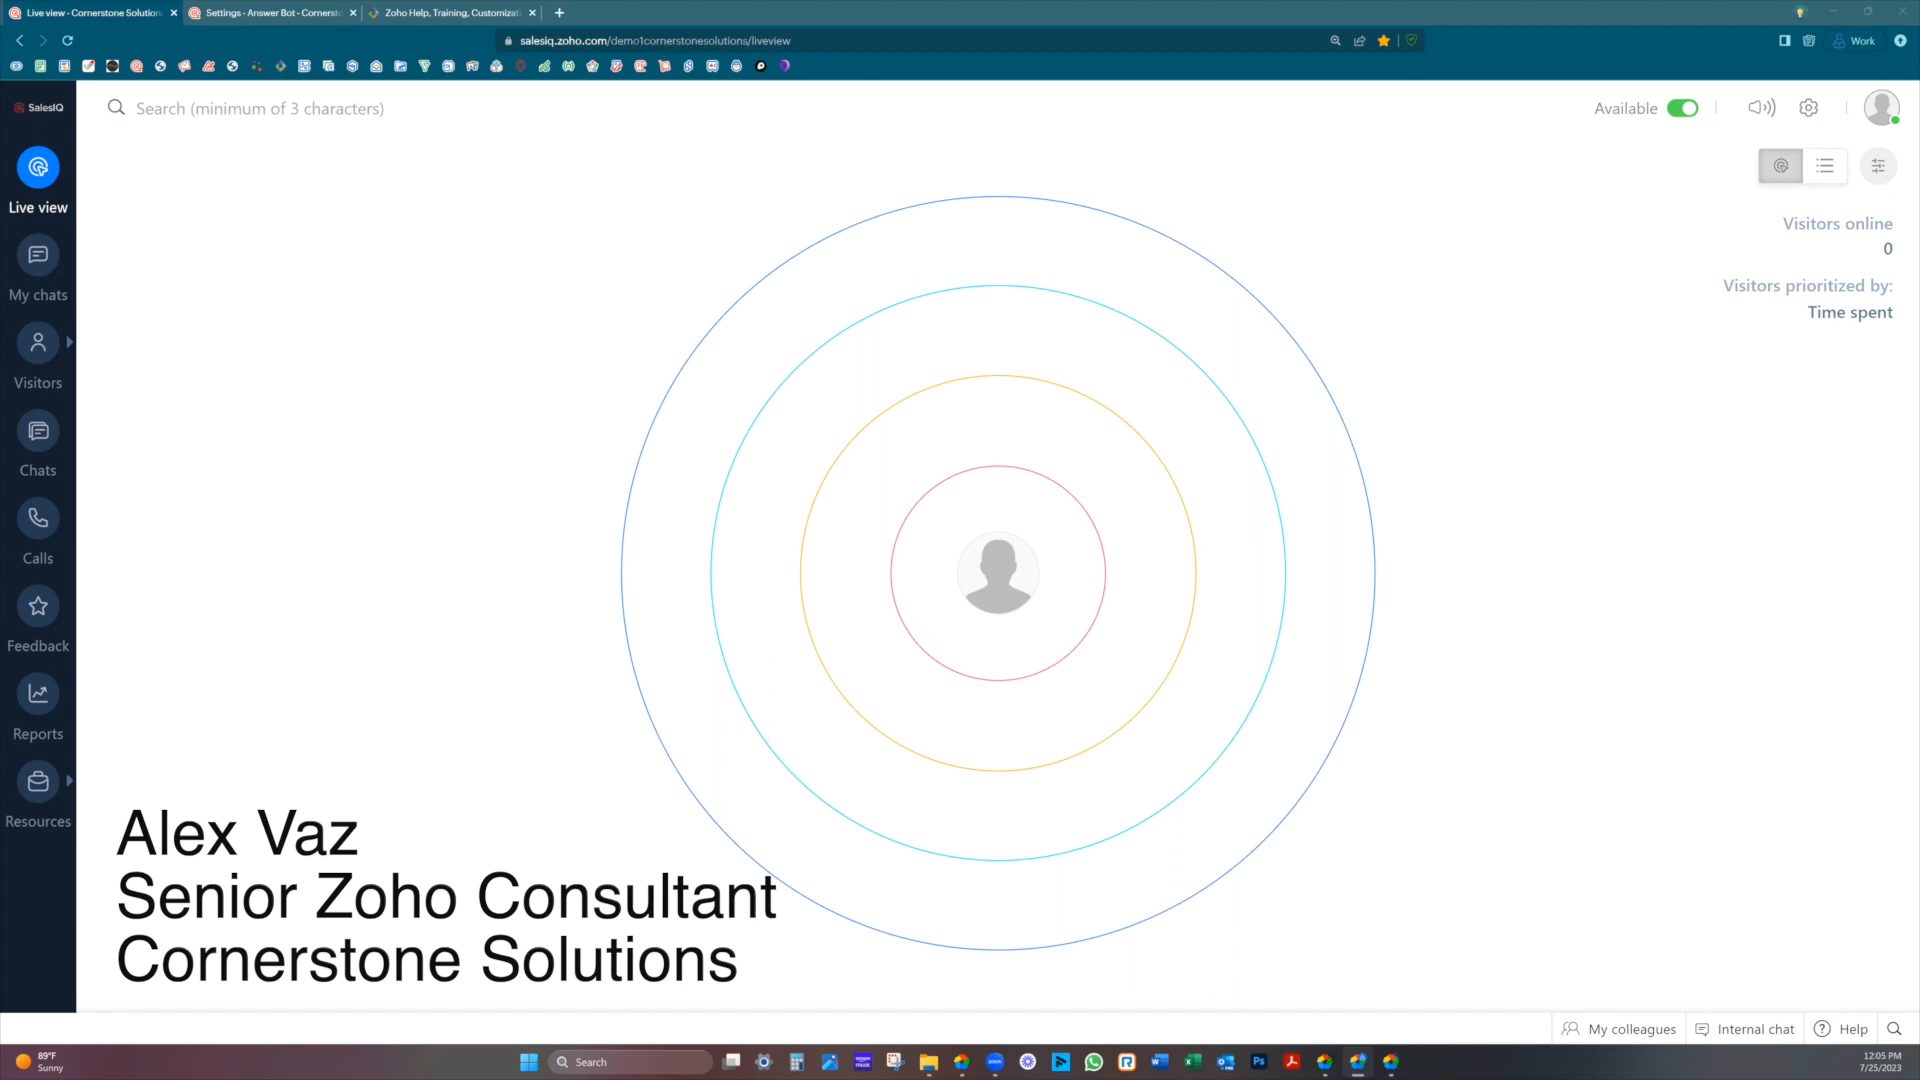 Live view - Cornerstone Solution
Settings - Answer Bot - Cornerst
Zoho Help, Training, Customizat
salesiq.zoho.com/demo1cornerstonesolutions/liveview
Work
SalesIQ
Search (minimum of 3 characters)
Available
Live view
My chats
Visitors
Chats
Calls
Feedback
Reports
Resources
Visitors online
0
Visitors prioritized by:
Time spent
Alex Vaz
Senior Zoho Consultant
Cornerstone Solutions
My colleagues
Internal chat
Help
89°F
Sunny
Search
12:05 PM
7/25/2023